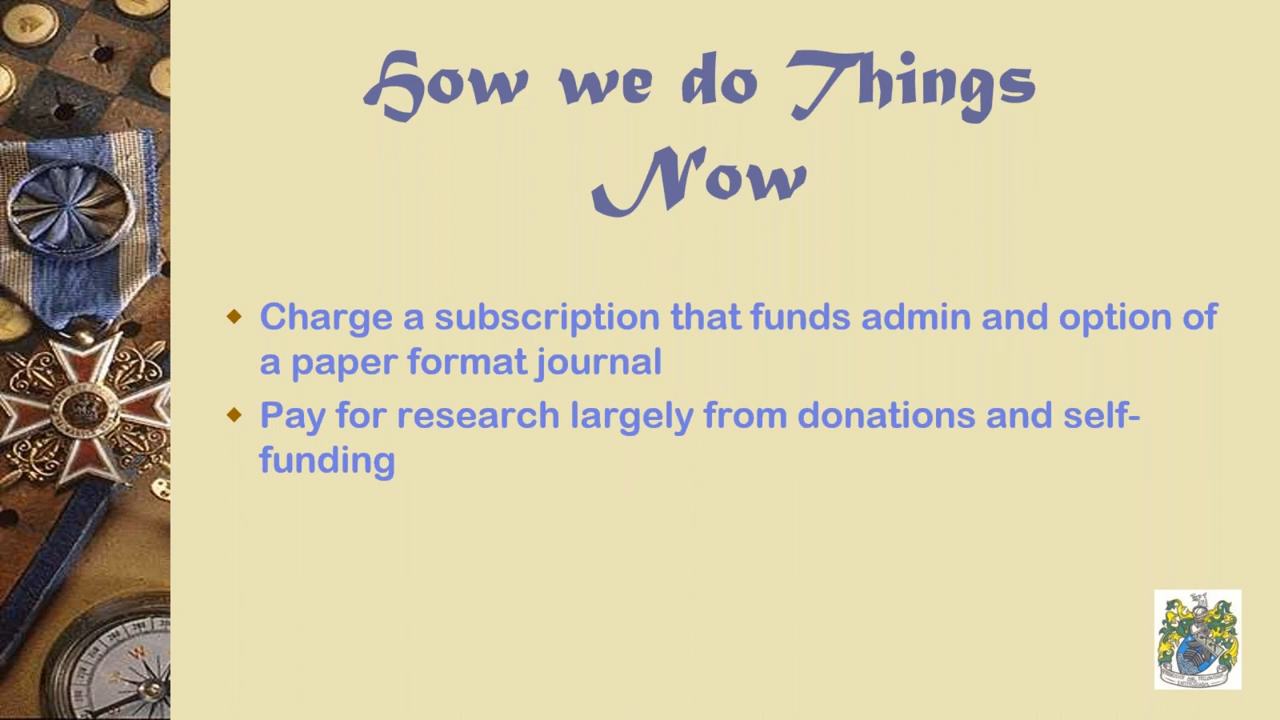 How we do Things
Now
Charge a subscription that funds admin and option of
a paper format journal
Pay for research largely from donations and self-
funding